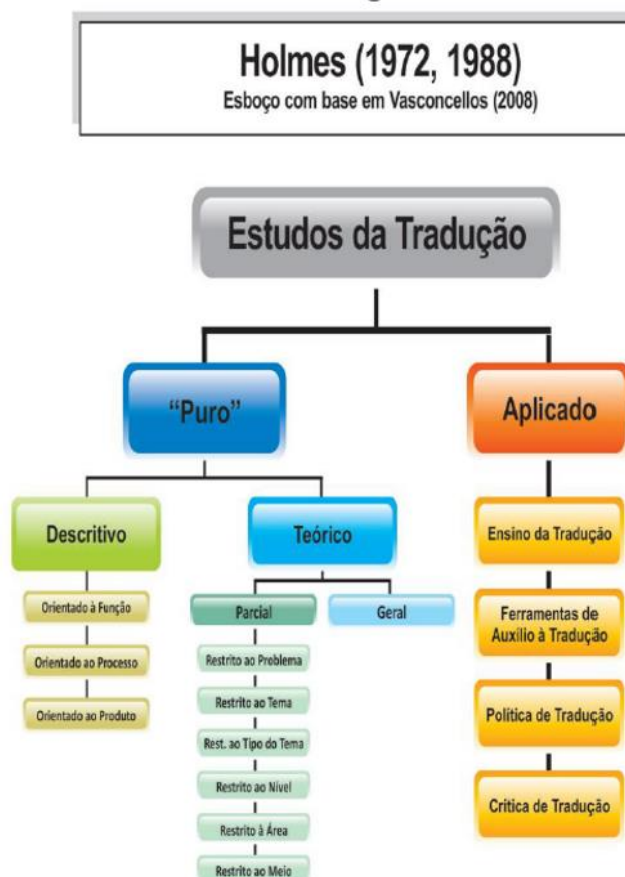 Holmes (1972, 1988)
Esboço com base em Vasconcellos (2008)
Estudos da Tradução
“Puro”
Aplicado
Descritivo
Teórico
Ensino da Tradução
Orientado à Função
Parcial
Geral
Ferramentas de
Auxílio à Tradução
Orientado ao Processo
Restrito ao Problema
Restrito ao Tema
Orientado ao Produto
Política de Tradução
Rest. ao Tipo do Tema
Restrito ao Nível
Critica de Tradução
Restrito à Área
Restrito ao Meio